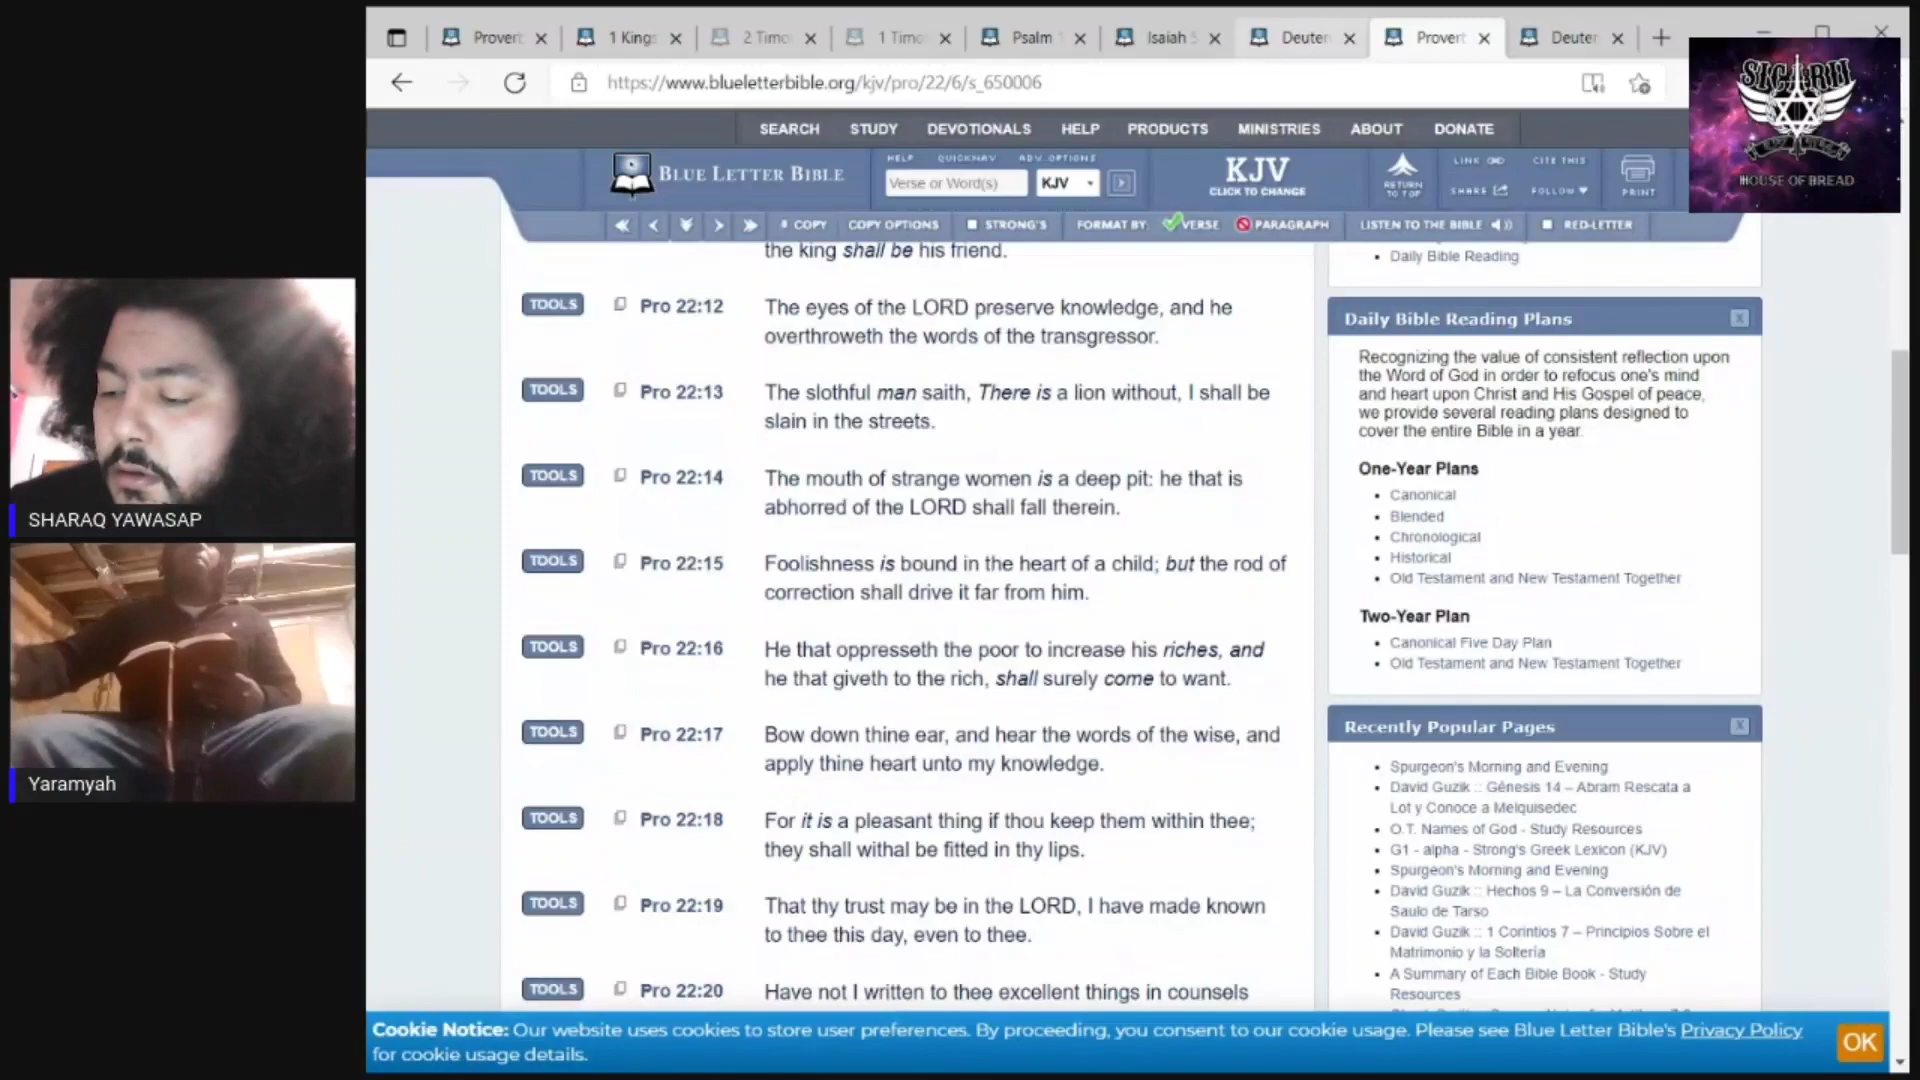 Proverb
1 Kings
2 Timo
1 Timo
Psalm 1
Isaiah 5
Deuter
Provert
Deuter
https://www.blueletterbible.org/kjv/pro/22/6/s_650006
SICARII
HOUSE OF BREAD
SEARCH STUDY DEVOTIONALS HELP PRODUCTS MINISTRIES ABOUT DONATE
BLUE LETTER BIBLE
HELP QUICKNAV ADV. OPTIONS
Verse or Word(s) KJV
KJV
CLICK TO CHANGE
RETURN
TO TOP
LINK CITE THIS
SHARE FOLLOW
PRINT
COPY COPY OPTIONS STRONG'S FORMAT BY: VERSE PARAGRAPH LISTEN TO THE BIBLE RED-LETTER
the king shall be his friend.
TOOLS Pro 22:12 The eyes of the LORD preserve knowledge, and he
overthroweth the words of the transgressor.
TOOLS Pro 22:13 The slothful man saith, There is a lion without, I shall be
slain in the streets.
TOOLS Pro 22:14 The mouth of strange women is a deep pit: he that is
abhorred of the LORD shall fall therein.
TOOLS Pro 22:15 Foolishness is bound in the heart of a child; but the rod of
correction shall drive it far from him.
TOOLS Pro 22:16 He that oppresseth the poor to increase his riches, and
he that giveth to the rich, shall surely come to want.
TOOLS Pro 22:17 Bow down thine ear, and hear the words of the wise, and
apply thine heart unto my knowledge.
TOOLS Pro 22:18 For it is a pleasant thing if thou keep them within thee;
they shall withal be fitted in thy lips.
TOOLS Pro 22:19 That thy trust may be in the LORD, I have made known
to thee this day, even to thee.
TOOLS Pro 22:20 Have not I written to thee excellent things in counsels
Daily Bible Reading
Daily Bible Reading Plans
Recognizing the value of consistent reflection upon
the Word of God in order to refocus one's mind
and heart upon Christ and His Gospel of peace,
we provide several reading plans designed to
cover the entire Bible in a year.
One-Year Plans
Canonical
Blended
Chronological
Historical
Old Testament and New Testament Together
Two-Year Plan
Canonical Five Day Plan
Old Testament and New Testament Together
Recently Popular Pages
Spurgeon's Morning and Evening
David Guzik :: Génesis 14 – Abram Rescata a
Lot y Conoce a Melquisedec
O.T. Names of God - Study Resources
G1 - alpha - Strong's Greek Lexicon (KJV)
Spurgeon's Morning and Evening
David Guzik :: Hechos 9 – La Conversión de
Saulo de Tarso
David Guzik :: 1 Corintios 7 – Principios Sobre el
Matrimonio y la Soltería
A Summary of Each Bible Book - Study
Resources
SHARAQ YAWASAP
Yaramyah
Cookie Notice: Our website uses cookies to store user preferences. By proceeding, you consent to our cookie usage. Please see Blue Letter Bible's Privacy Policy
for cookie usage details.
OK